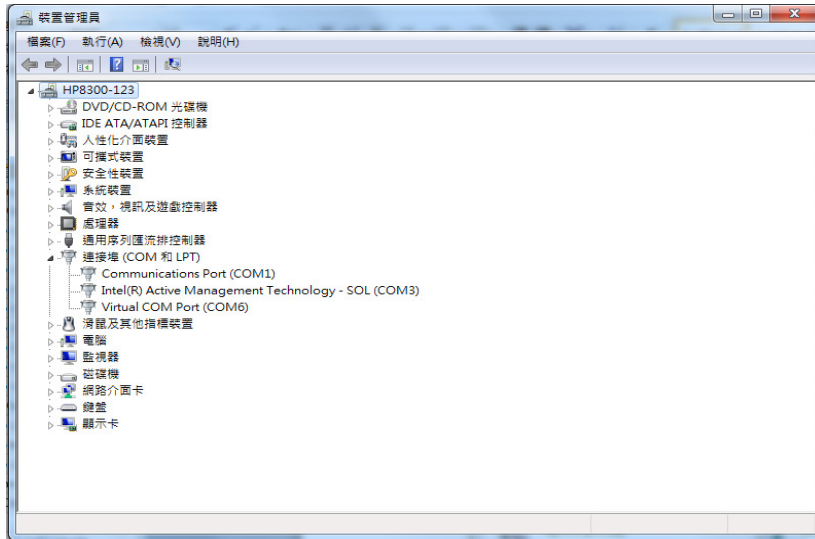 裝置管理員
檔案(F) 執行(A) 檢視(V) 說明(H)
HP8300-123
DVD/CD-ROM 光碟機
IDE ATA/ATAPI 控制器
人性化介面裝置
可攜式裝置
安全性裝置
系統裝置
音效，視訊及遊戲控制器
處理器
通用序列匯流排控制器
連接埠 (COM 和 LPT)
Communications Port (COM1)
Intel(R) Active Management Technology - SOL (COM3)
Virtual COM Port (COM6)
滑鼠及其他指標裝置
電腦
監視器
磁碟機
網路介面卡
鍵盤
顯示卡